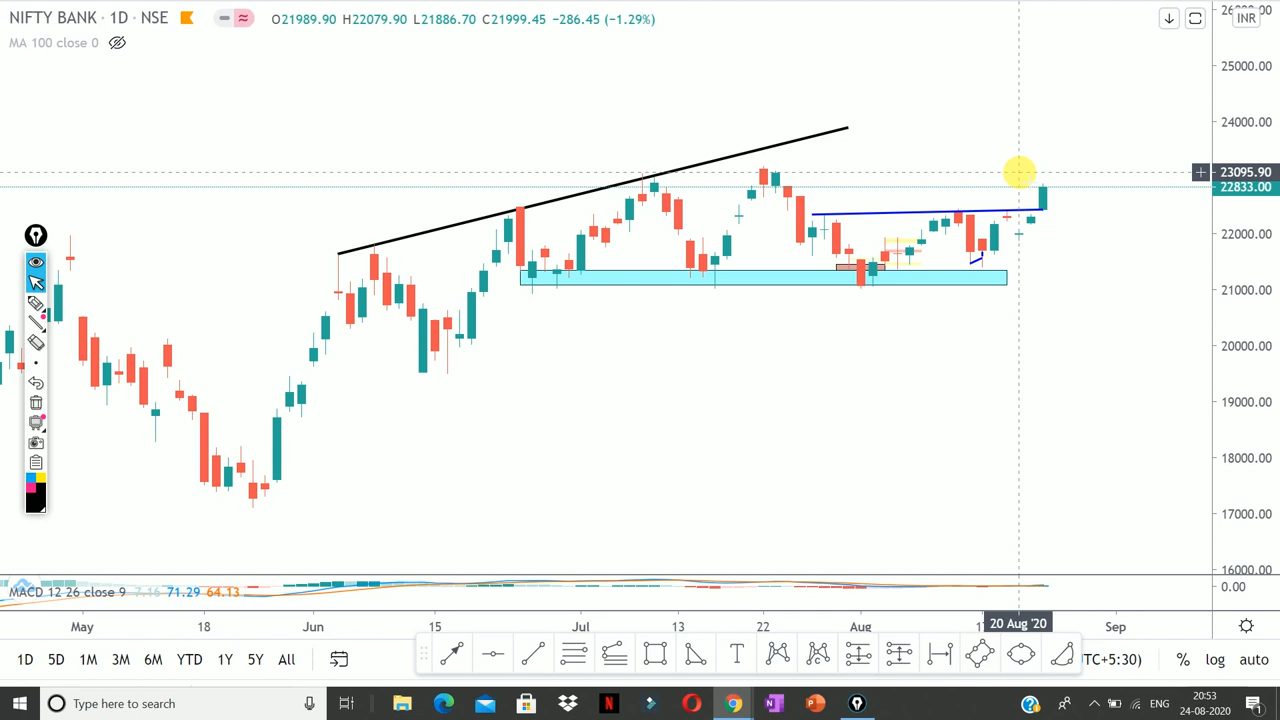 NIFTY BANK · 1D · NSE O21989.90 H22079.90 L21886.70 C21999.45 -286.45 (-1.29%) INR
MA 100 close 0
25000.00
24000.00
23095.90
22833.00
22000.00
21000.00
20000.00
19000.00
18000.00
17000.00
16000.00
MACD 12 26 close 9 7.16 71.29 64.13 0.00
May 18 Jun 15 Jul 13 22 Aug 20 Aug '20 Sep
1D 5D 1M 3M 6M YTD 1Y 5Y All UTC+5:30) % log auto
Type here to search
ENG
20:53
24-08-2020